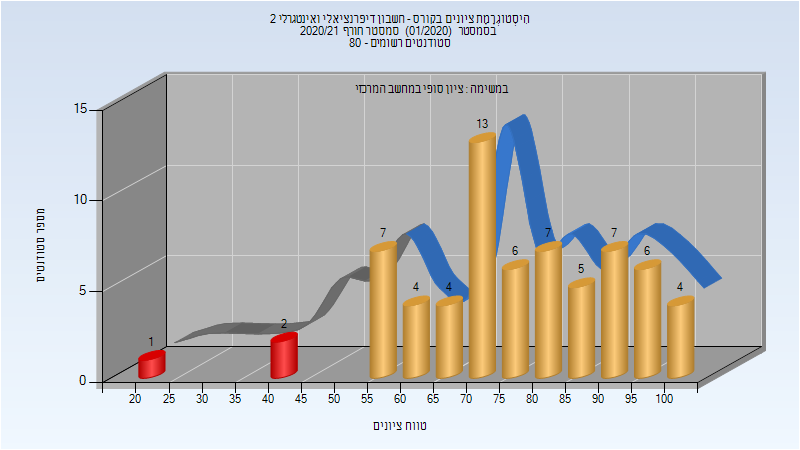 היסטוגרמת ציונים בקורס - חשבון דיפרנציאלי ואינטגרלי 2
בסמסטר (01/2020) סמסטר חורף 2020/21
סטודנטים רשומים - 80
במשימה : ציון סופי במחשב המרכזי
מספר סטודנטים
15
10
5
0
1
2
7
4
4
13
6
7
5
7
6
4
20 25 30 35 40 45 50 55 60 65 70 75 80 85 90 95 100
טווח ציונים